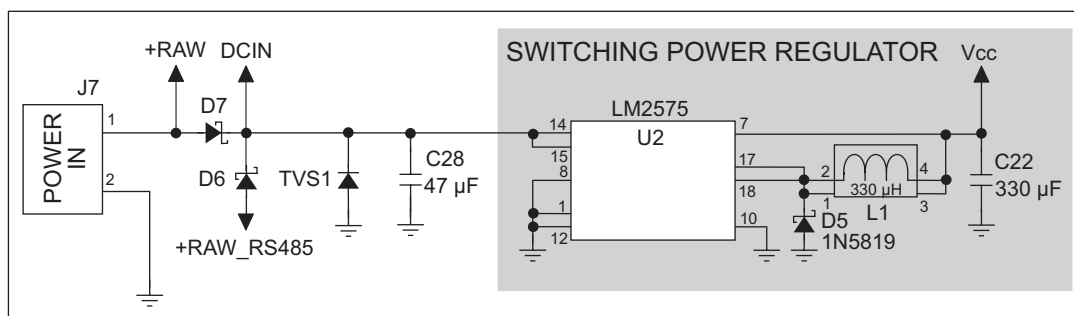 +RAW DCIN
SWITCHING POWER REGULATOR
Vcc
J7
POWER
IN
1
2
D7
D6
+RAW_RS485
TVS1
C28
47 µF
LM2575
U2
14
15
8
1
12
7
17
18
10
2
1
4
3
330 µH
L1
D5
1N5819
C22
330 µF